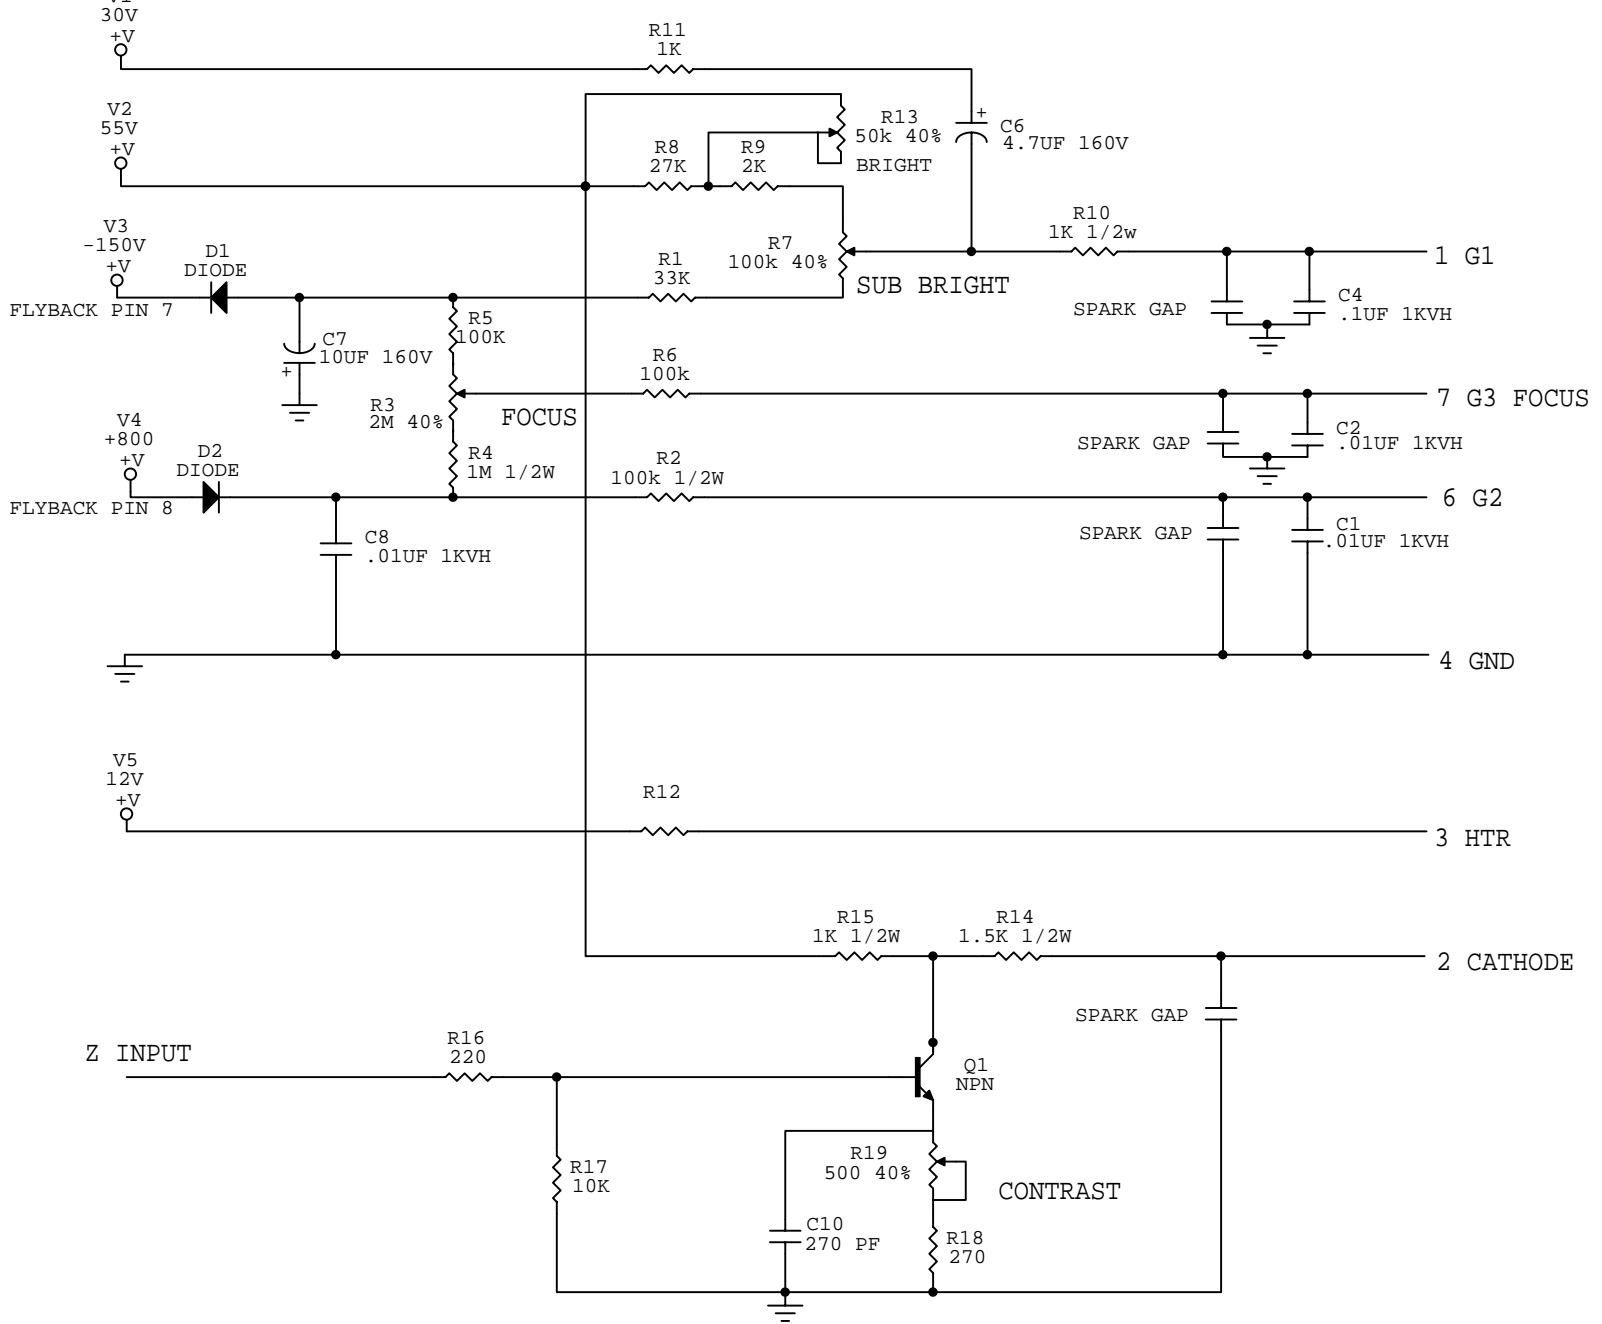 30V
+V
R11
1K
V2
55V
+V
R13
50k 40%
BRIGHT
C6
4.7UF 160V
+
R8
27K
R9
2K
V3
-150V
+V
FLYBACK PIN 7
D1
DIODE
R1
33K
R7
100k 40%
SUB BRIGHT
R10
1K 1/2w
1 G1
SPARK GAP
C4
.1UF 1KVH
C7
10UF 160V
+
R5
100K
R6
100k
R3
2M 40%
FOCUS
7 G3 FOCUS
SPARK GAP
C2
.01UF 1KVH
V4
+800
+V
FLYBACK PIN 8
D2
DIODE
R4
1M 1/2W
R2
100k 1/2W
6 G2
SPARK GAP
C1
.01UF 1KVH
C8
.01UF 1KVH
4 GND
V5
12V
+V
R12
3 HTR
R15
1K 1/2W
R14
1.5K 1/2W
2 CATHODE
SPARK GAP
Z INPUT
R16
220
Q1
NPN
R17
10K
R19
500 40%
CONTRAST
C10
270 PF
R18
270